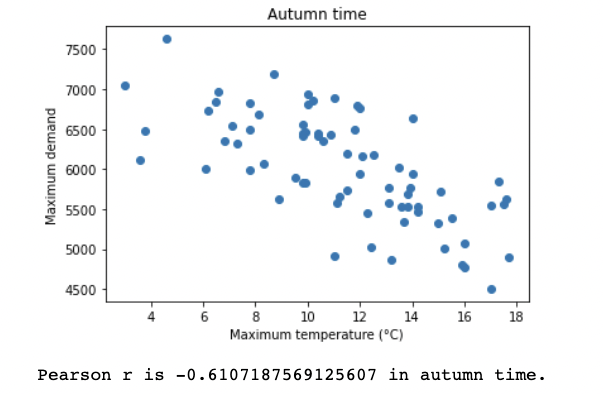 Autumn time
Maximum demand
7500
7000
6500
6000
5500
5000
4500
4 6 8 10 12 14 16 18
Maximum temperature (°C)
Pearson r is -0.6107187569125607 in autumn time.